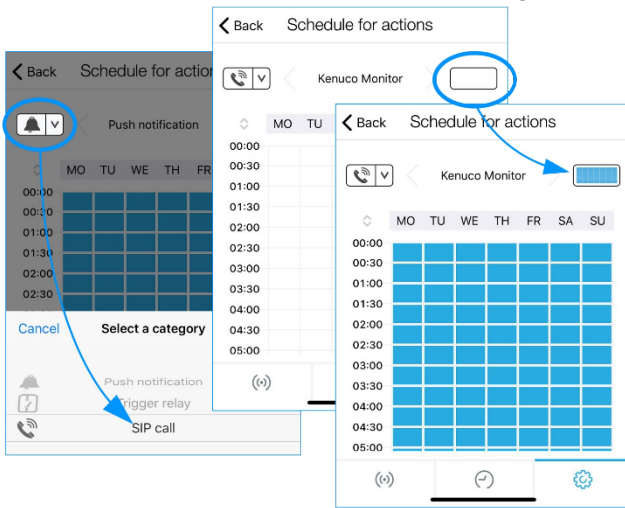 Back Schedule for actions
Push notification
MO TU WE TH FR
00:00
00:30
01:00
01:30
02:00
02:30
Cancel Select a category
Push notification
Trigger relay
SIP call
Back Schedule for actions
Kenuco Monitor
MO TU
00:00
00:30
01:00
01:30
02:00
02:30
03:00
03:30
04:00
04:30
05:00
Back Schedule for actions
Kenuco Monitor
MO TU WE TH FR SA SU
00:00
00:30
01:00
01:30
02:00
02:30
03:00
03:30
04:00
04:30
05:00